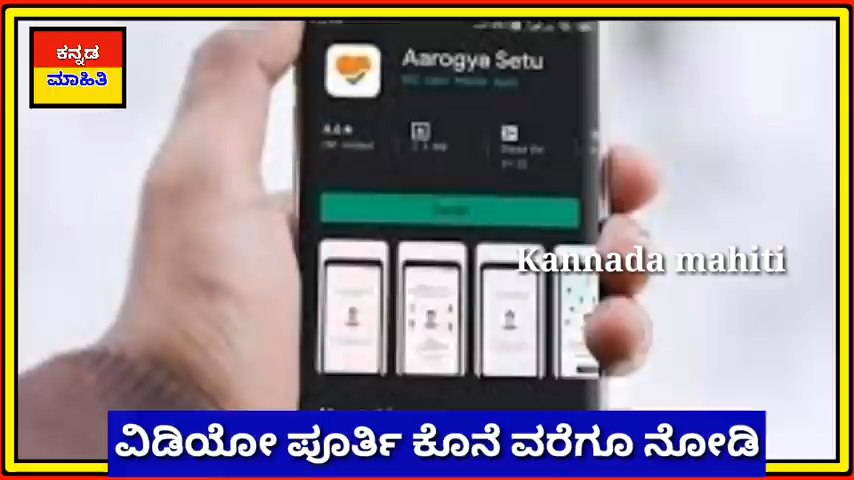 ಕನ್ನಡ
ಮಾಹಿತಿ
Aarogya Setu
Kannada mahiti
ವಿಡಿಯೋ ಪೂರ್ತಿ ಕೊನೆ ವರೆಗೂ ನೋಡಿ